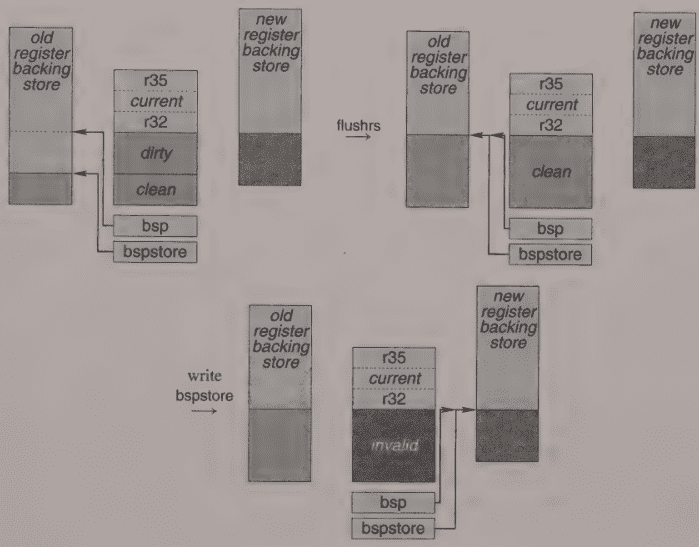 old
register
backing
store
new
register
backing
store
r35
current
r32
dirty
clean
bsp
bspstore
flushrs
old
register
backing
store
new
register
backing
store
r35
current
r32
clean
bsp
bspstore
write
bspstore
old
register
backing
store
new
register
backing
store
r35
current
r32
invalid
bsp
bspstore